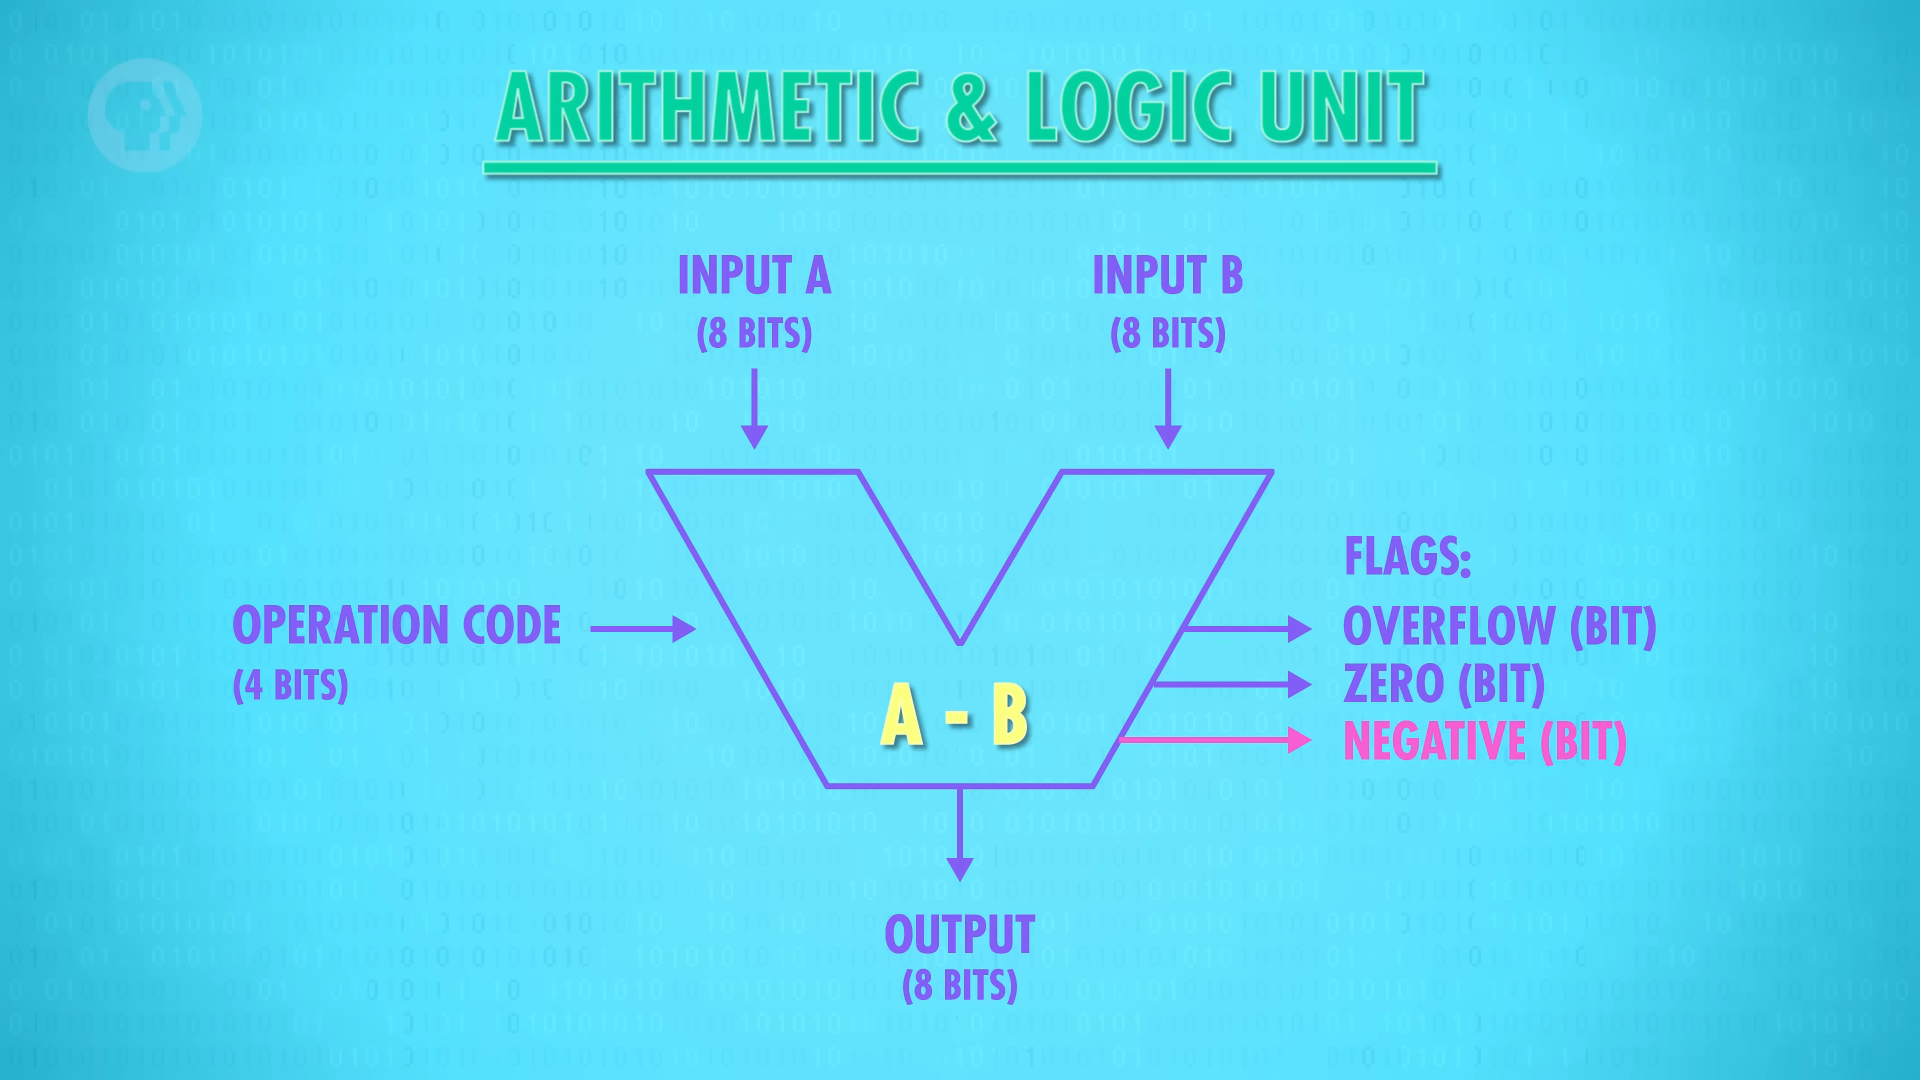 ARITHMETIC & LOGIC UNIT
INPUT A
(8 BITS)
INPUT B
(8 BITS)
OPERATION CODE
(4 BITS)
A - B
FLAGS:
OVERFLOW (BIT)
ZERO (BIT)
NEGATIVE (BIT)
OUTPUT
(8 BITS)